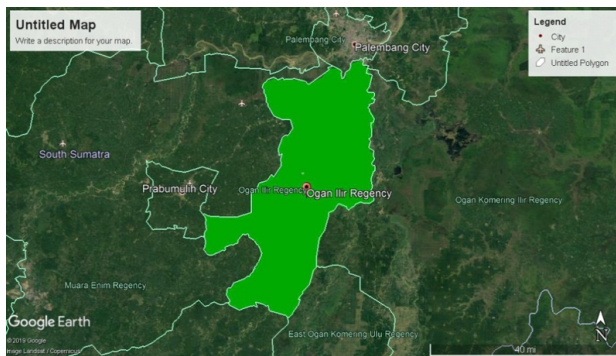 Untitled Map
Write a description for your map.
Legend
City
Feature 1
Untitled Polygon
Palembang City
Palembang City
South Sumatra
Prabumulih City
Ogan Ilir Regency
Ogan Ilir Regency
Ogan Komering Ilir Regency
Muara Enim Regency
East Ogan Komering Ulu Regency
Google Earth
© 2019 Google
Image Landsat / Copernicus
40 mi
N